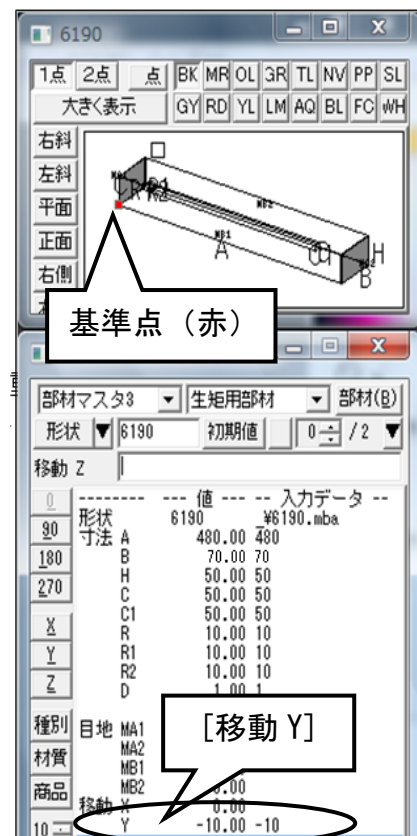 6190
1点 2点 点 BK MR OL GR TL NV PP SL
大きく表示 GY RD YL LM AQ BL FC WH
右斜
左斜
平面
正面
右側
MB2
R R1
R2
MB1
A
H
B
基準点（赤）
部材マスタ3 生矩用部材 部材(B)
形状 6190 初期値 0 / 2
移動 Z
-------- --- 値 --- -- 入力データ --
0
90
180
270
X
Y
Z
種別
材質
商品
10
形状 6190 _¥6190.mba
寸法 A 480.00 480
B 70.00 70
H 50.00 50
C 50.00 50
C1 50.00 50
R 10.00 10
R1 10.00 10
R2 10.00 10
D 1.00 1
目地 MA1
MA2
MB1
MB2 0.00
移動 X 0.00
Y -10.00 -10
［移動 Y］